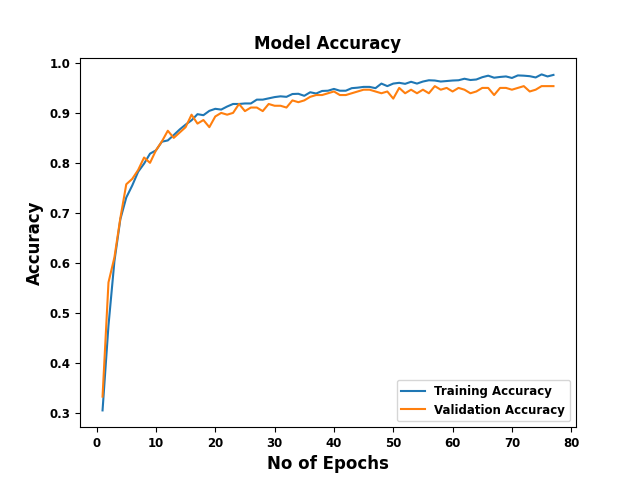 Model Accuracy
1.0
0.9
0.8
0.7
0.6
0.5
0.4
0.3
Accuracy
Training Accuracy
Validation Accuracy
0 10 20 30 40 50 60 70 80
No of Epochs